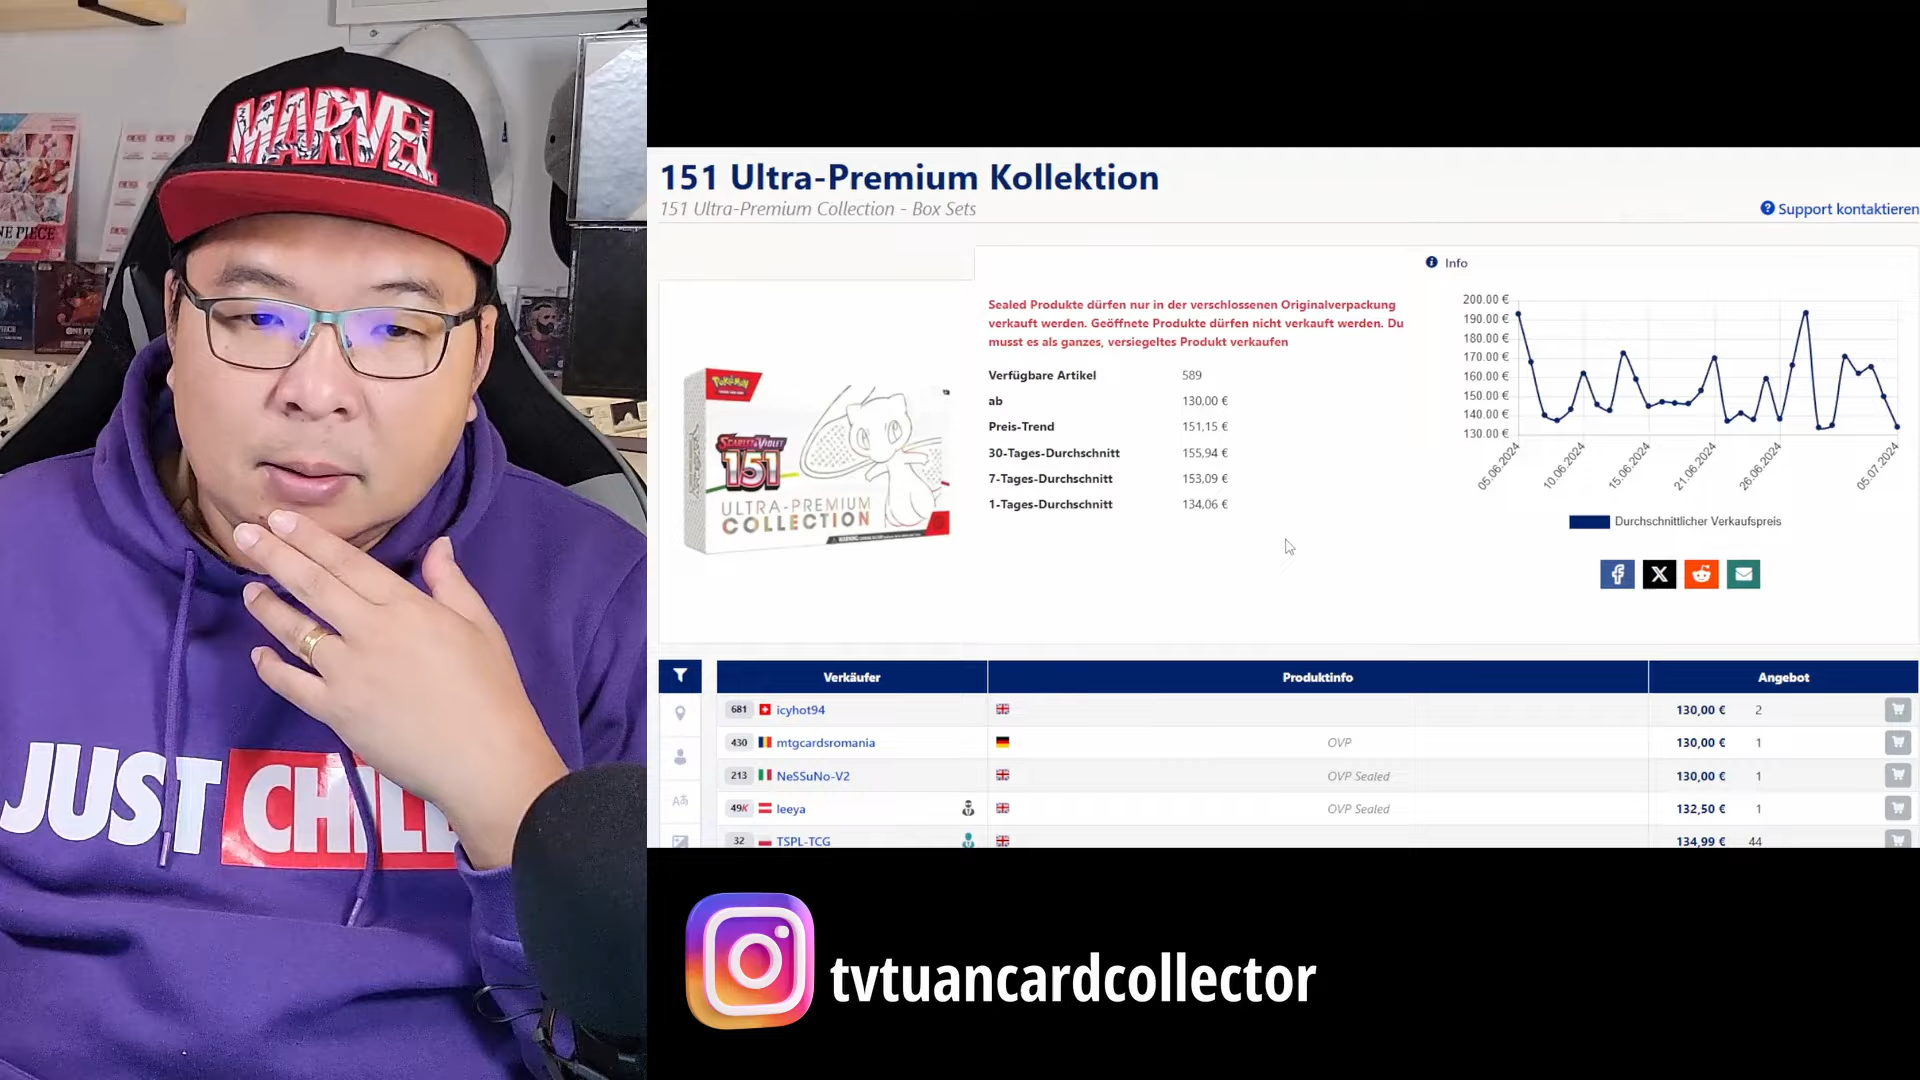 MARVEL
NE PIECE
JUST CHILL
151 Ultra-Premium Kollektion
151 Ultra-Premium Collection - Box Sets
Support kontaktieren
Sealed Produkte dürfen nur in der verschlossenen Originalverpackung
verkauft werden. Geöffnete Produkte dürfen nicht verkauft werden. Du
musst es als ganzes, versiegeltes Produkt verkaufen
Verfügbare Artikel 589
ab 130,00 €
Preis-Trend 151,15 €
30-Tages-Durchschnitt 155,94 €
7-Tages-Durchschnitt 153,09 €
1-Tages-Durchschnitt 134,06 €
Pokémon
SCARLET & VIOLET
151
ULTRA-PREMIUM
COLLECTION
Info
200.00 €
190.00 €
180.00 €
170.00 €
160.00 €
150.00 €
140.00 €
130.00 €
05.06.2024
10.06.2024
15.06.2024
21.06.2024
26.06.2024
05.07.2024
Durchschnittlicher Verkaufspreis
Verkäufer Produktinfo Angebot
681 icyhot94 130,00 € 2
430 mtgcardsromania OVP 130,00 € 1
213 NeSSuNo-V2 OVP Sealed 130,00 € 1
49K leeya OVP Sealed 132,50 € 1
32 TSPL-TCG 134,99 € 44
tvtuancardcollector